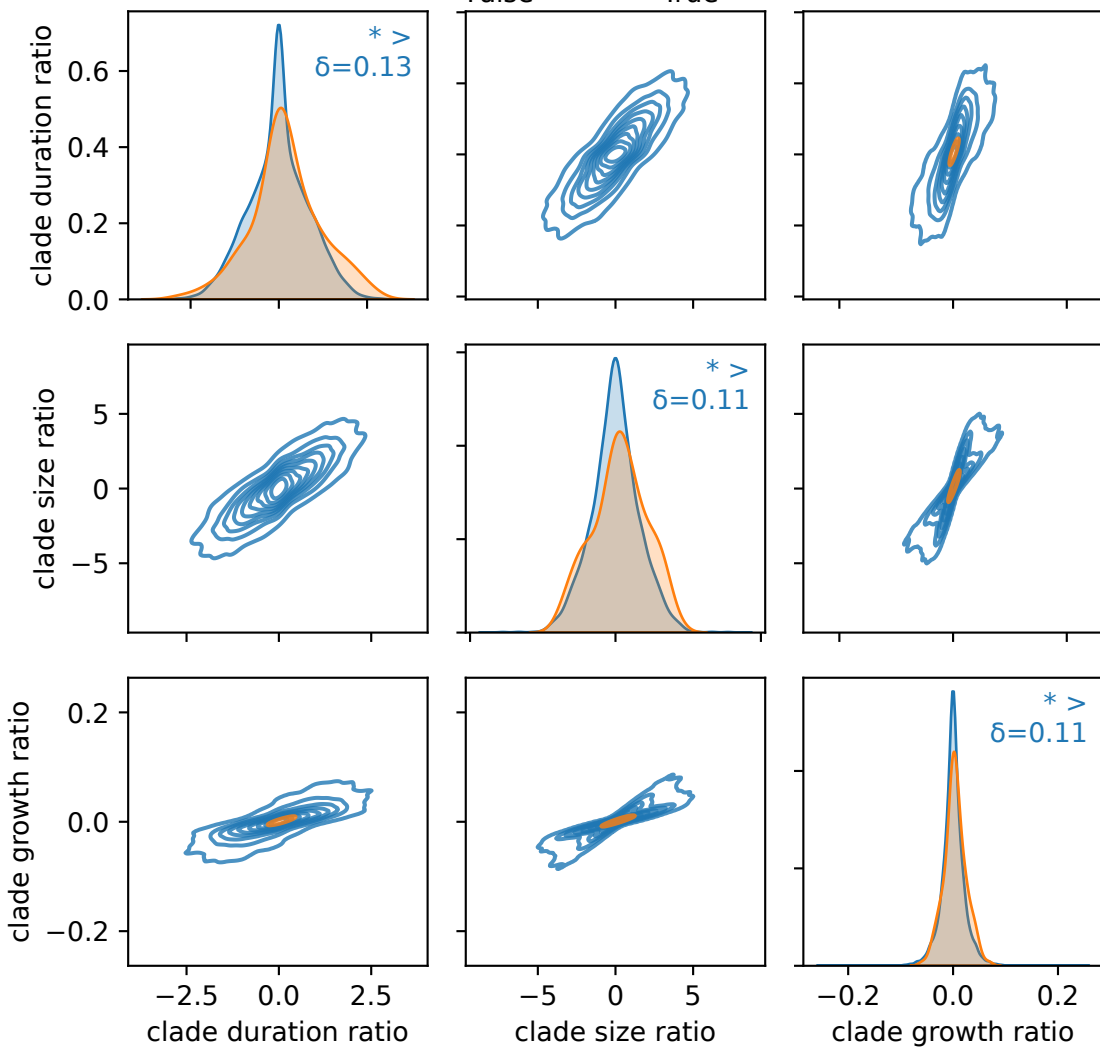 False True
clade duration ratio
0.6
0.4
0.2
0.0
* >
δ=0.13
clade size ratio
5
0
−5
* >
δ=0.11
clade growth ratio
0.2
0.0
−0.2
* >
δ=0.11
−2.5 0.0 2.5
−5 0 5
−0.2 0.0 0.2
clade duration ratio
clade size ratio
clade growth ratio